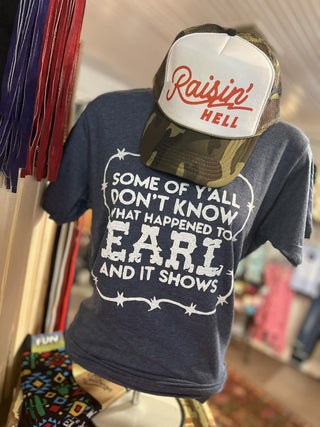 Raisin'
HELL
SOME OF Y'ALL
DON'T KNOW
WHAT HAPPENED TO
EARL
AND IT SHOWS
FUN